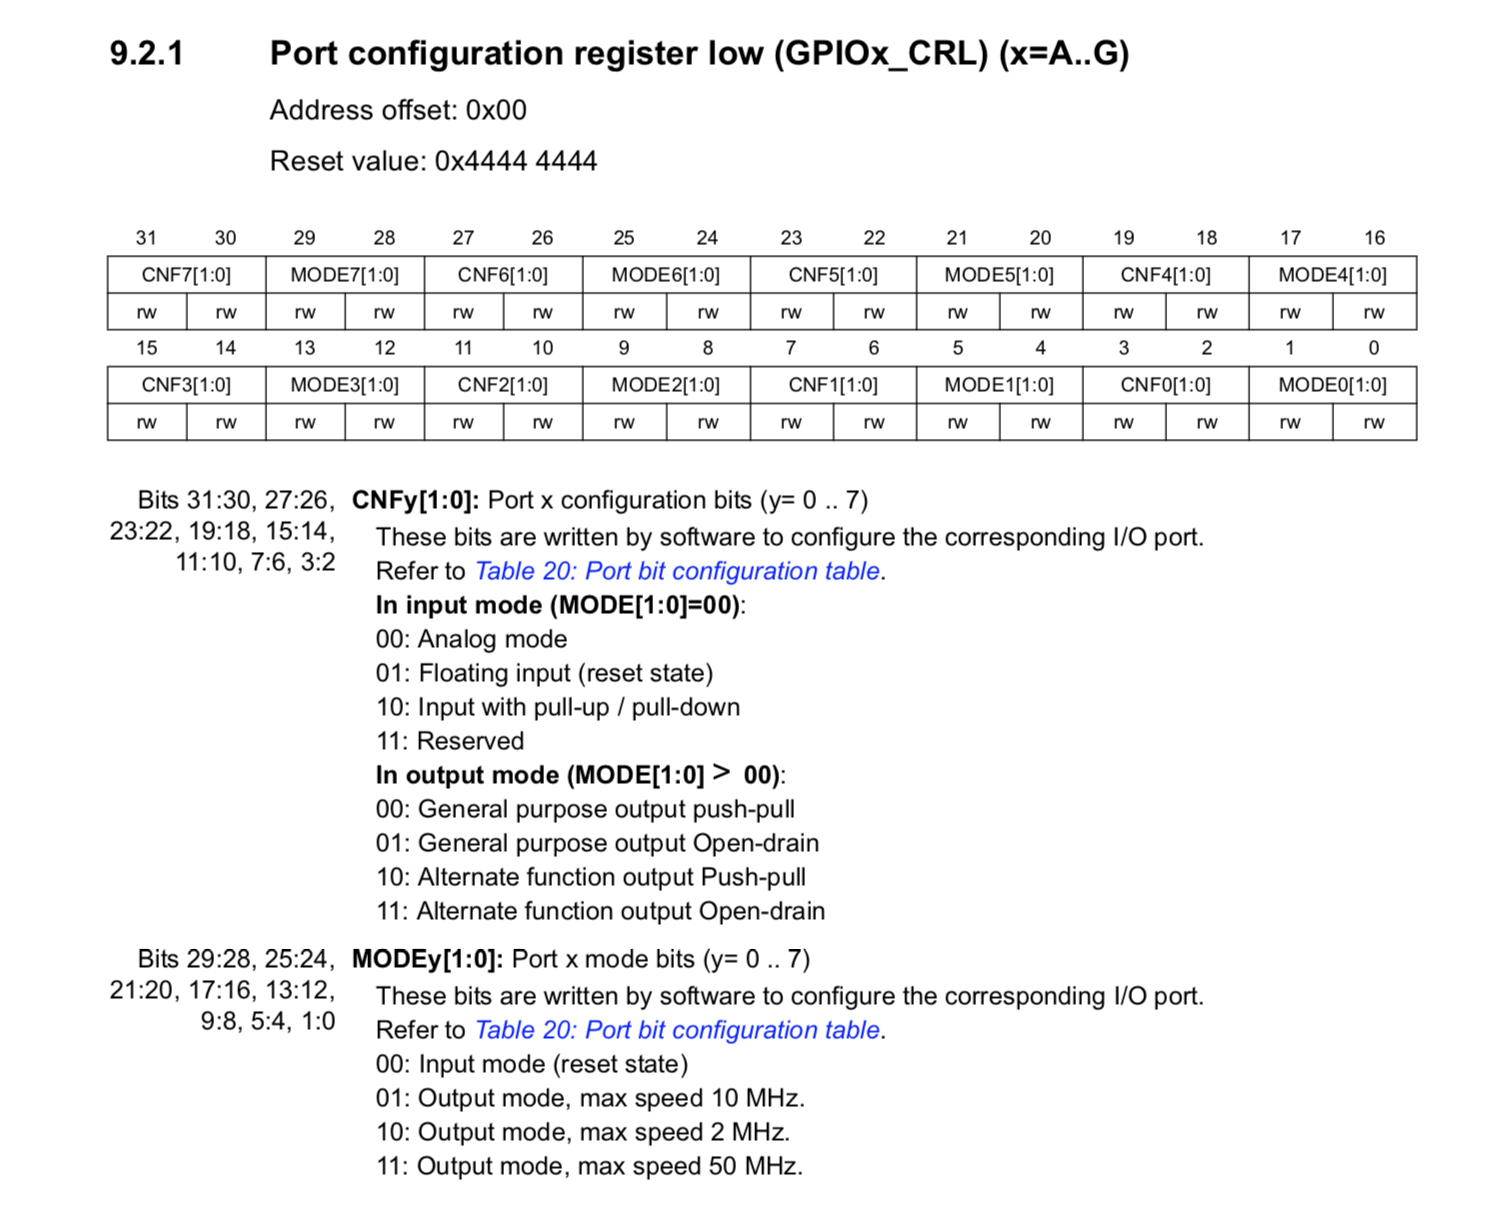 9.2.1 Port configuration register low (GPIOx_CRL) (x=A..G)
Address offset: 0x00
Reset value: 0x4444 4444
31 30 29 28 27 26 25 24 23 22 21 20 19 18 17 16
CNF7[1:0] MODE7[1:0] CNF6[1:0] MODE6[1:0] CNF5[1:0] MODE5[1:0] CNF4[1:0] MODE4[1:0]
rw rw rw rw rw rw rw rw rw rw rw rw rw rw rw rw
15 14 13 12 11 10 9 8 7 6 5 4 3 2 1 0
CNF3[1:0] MODE3[1:0] CNF2[1:0] MODE2[1:0] CNF1[1:0] MODE1[1:0] CNF0[1:0] MODE0[1:0]
rw rw rw rw rw rw rw rw rw rw rw rw rw rw rw rw
Bits 31:30, 27:26, CNFy[1:0]: Port x configuration bits (y= 0 .. 7)
23:22, 19:18, 15:14, These bits are written by software to configure the corresponding I/O port.
11:10, 7:6, 3:2 Refer to Table 20: Port bit configuration table.
In input mode (MODE[1:0]=00):
00: Analog mode
01: Floating input (reset state)
10: Input with pull-up / pull-down
11: Reserved
In output mode (MODE[1:0] > 00):
00: General purpose output push-pull
01: General purpose output Open-drain
10: Alternate function output Push-pull
11: Alternate function output Open-drain
Bits 29:28, 25:24, MODEy[1:0]: Port x mode bits (y= 0 .. 7)
21:20, 17:16, 13:12, These bits are written by software to configure the corresponding I/O port.
9:8, 5:4, 1:0 Refer to Table 20: Port bit configuration table.
00: Input mode (reset state)
01: Output mode, max speed 10 MHz.
10: Output mode, max speed 2 MHz.
11: Output mode, max speed 50 MHz.